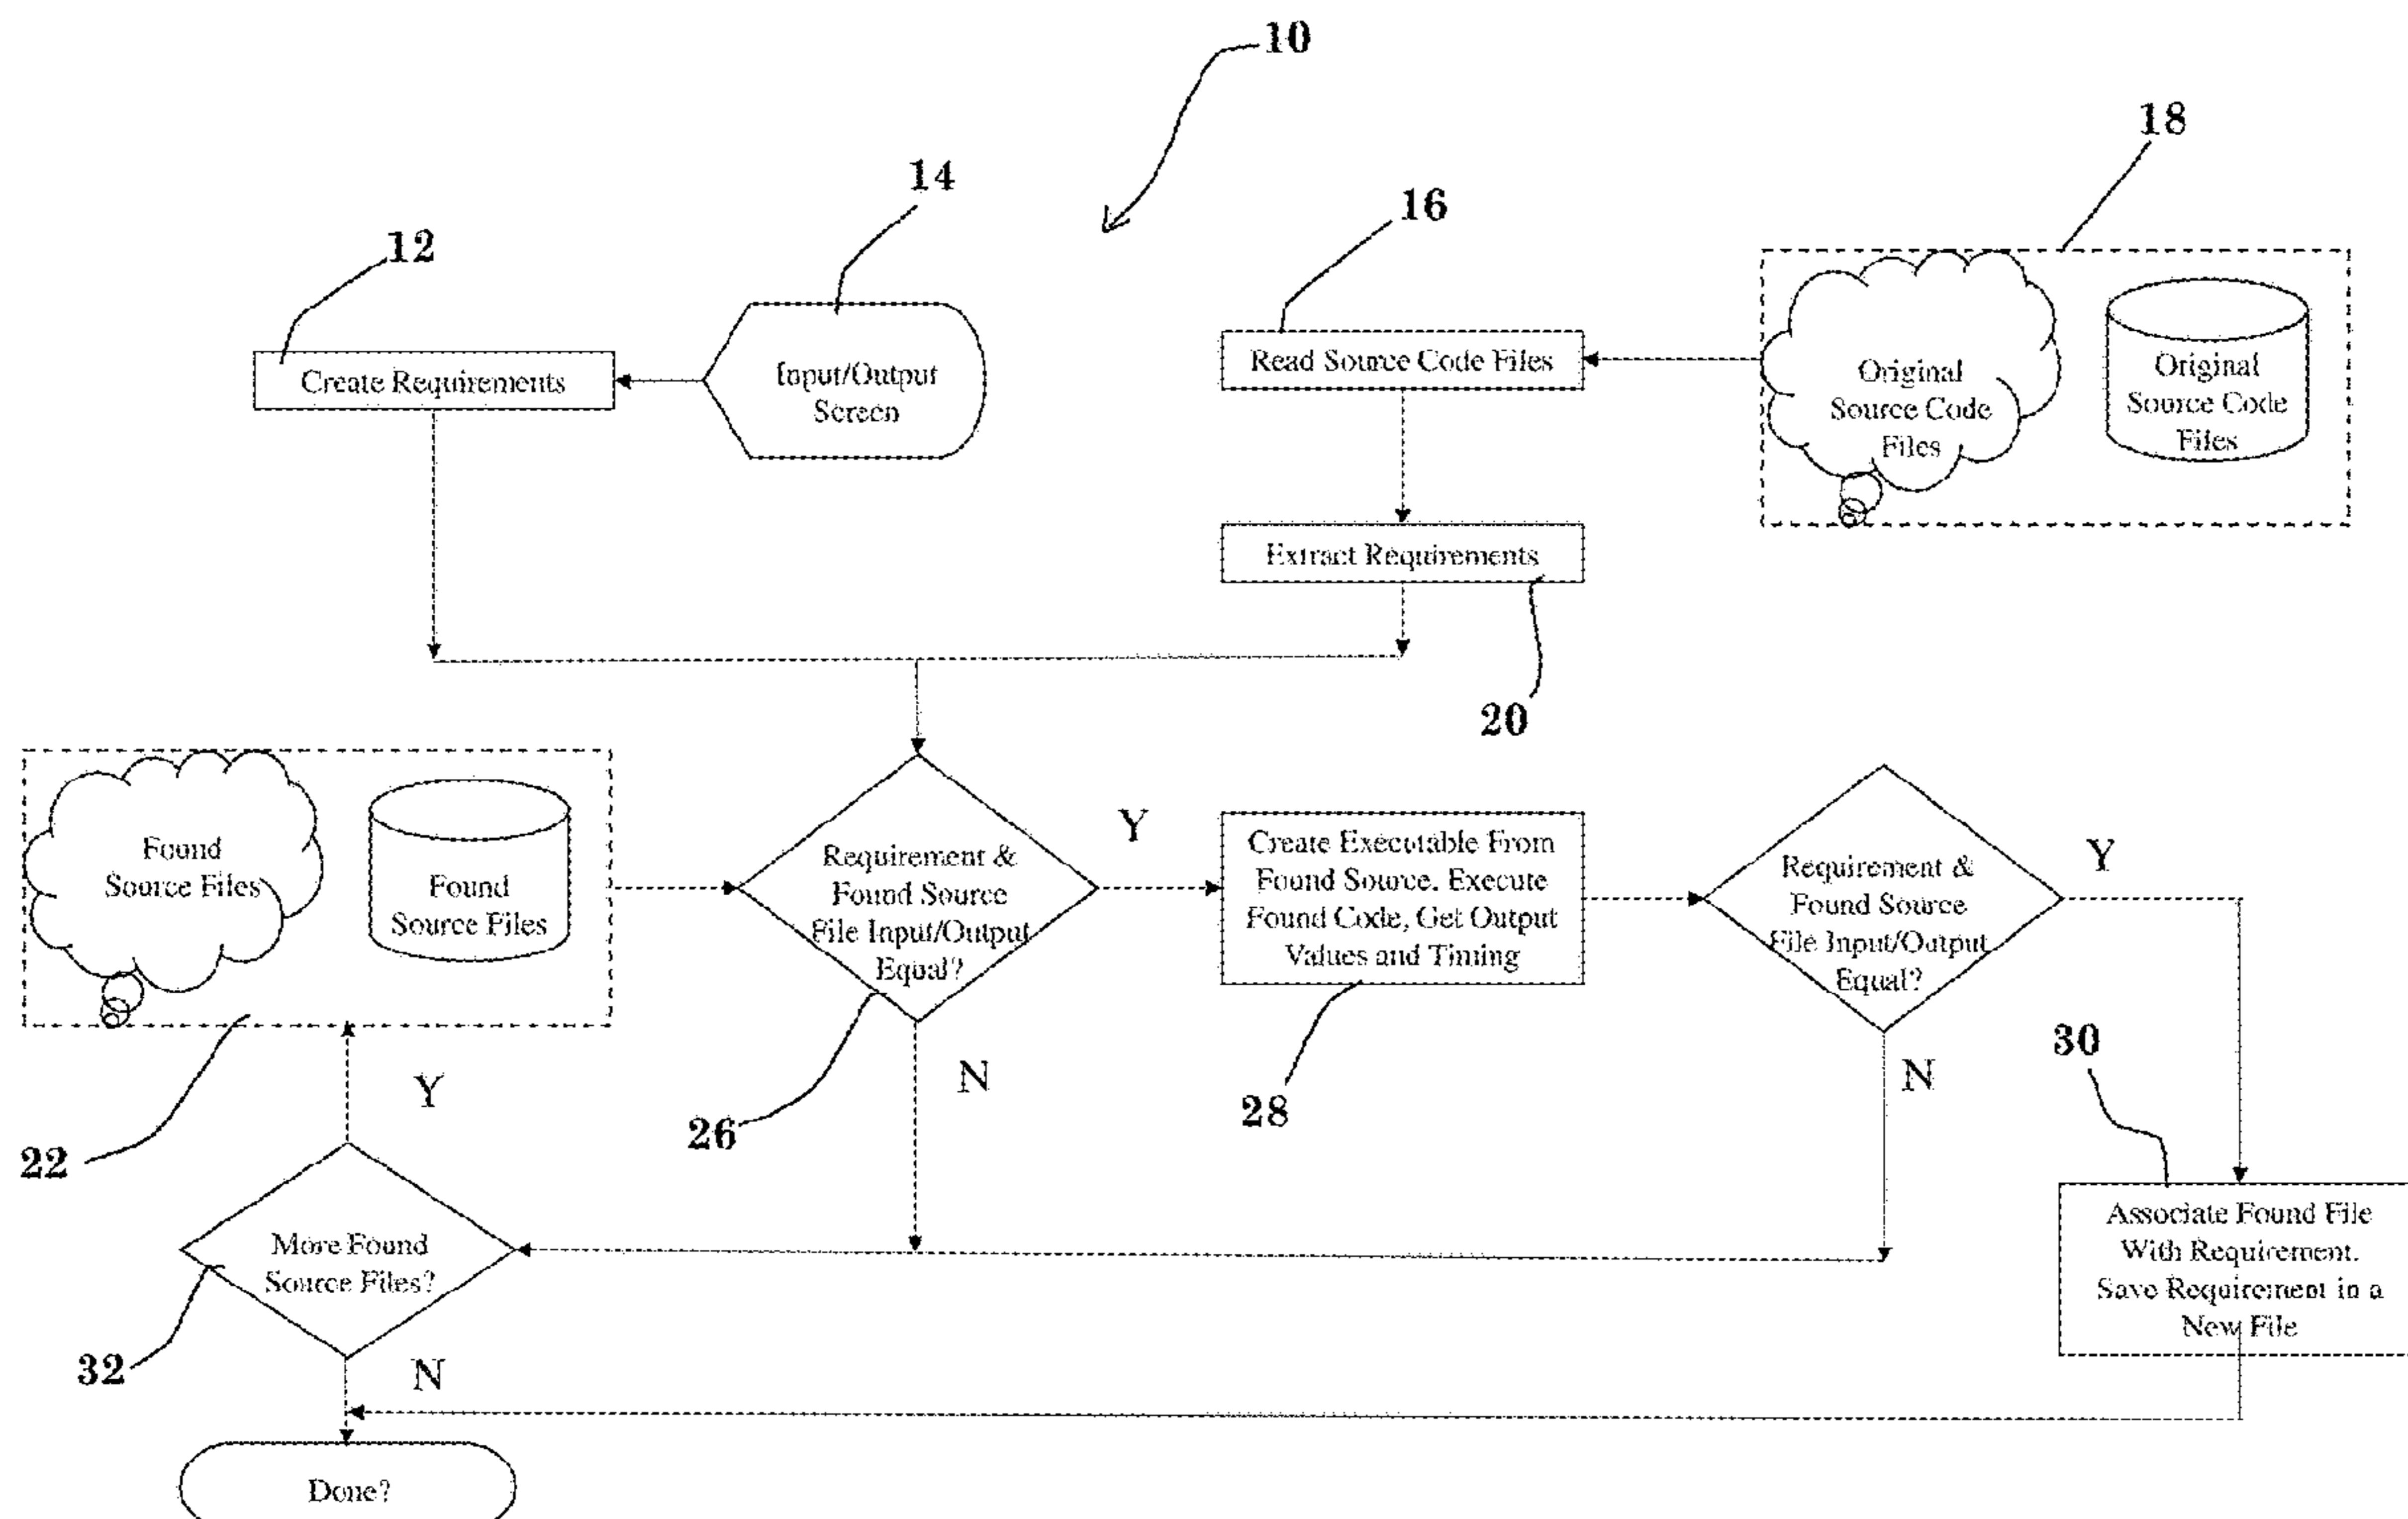 10
18
14
16
12
Create Requirements
Input/Output
Screen
Read Source Code Files
Original
Source Code
Files
Original
Source Code
Files
Extract Requirements
20
Found
Source Files
Found
Source Files
Requirement &
Found Source
File Input/Output
Equal?
Y
Create Executable From
Found Source. Execute
Found Code, Get Output
Values and Timing
Requirement &
Found Source
File Input/Output
Equal?
Y
22
Y
26
N
28
N
30
More Found
Source Files?
32
N
Associate Found File
With Requirement.
Save Requirement in a
New File
Done?